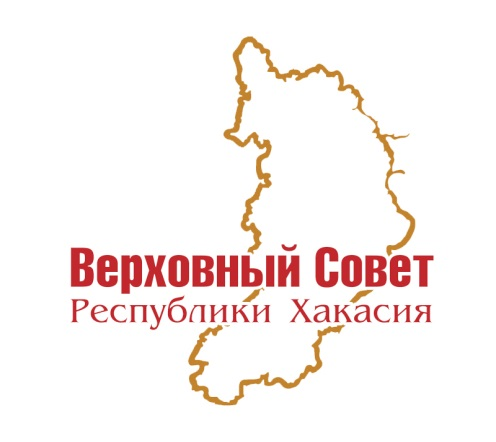 Верховный Совет
Республики Хакасия